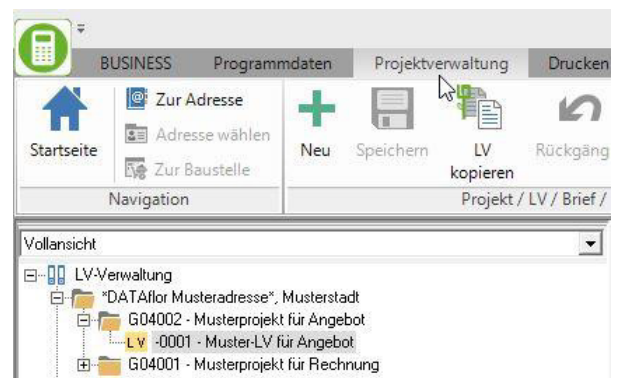 BUSINESS Programmdaten Projektverwaltung Drucken
Zur Adresse
Adresse wählen
Zur Baustelle
Startseite
Neu
Speichern
LV
kopieren
Rückgäng
Navigation
Projekt / LV / Brief /
Vollansicht
LV-Verwaltung
*DATAflor Musteradresse*, Musterstadt
G04002 - Musterprojekt für Angebot
LV -0001 - Muster-LV für Angebot
G04001 - Musterprojekt für Rechnung